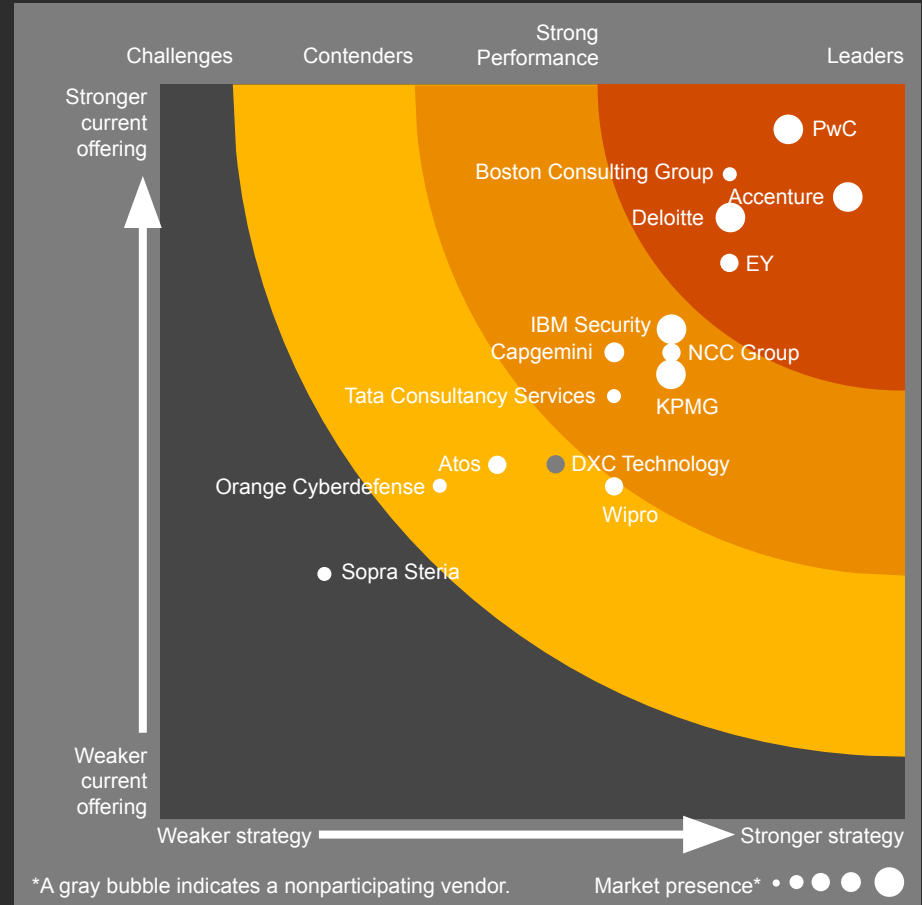 Strong
Challenges Contenders Performance Leaders
Stronger
current
offering
PwC
Boston Consulting Group
Accenture
Deloitte
EY
IBM Security
Capgemini
NCC Group
Tata Consultancy Services
KPMG
Atos
DXC Technology
Orange Cyberdefense
Wipro
Sopra Steria
Weaker
current
offering
Weaker strategy
Stronger strategy
*A gray bubble indicates a nonparticipating vendor.
Market presence*